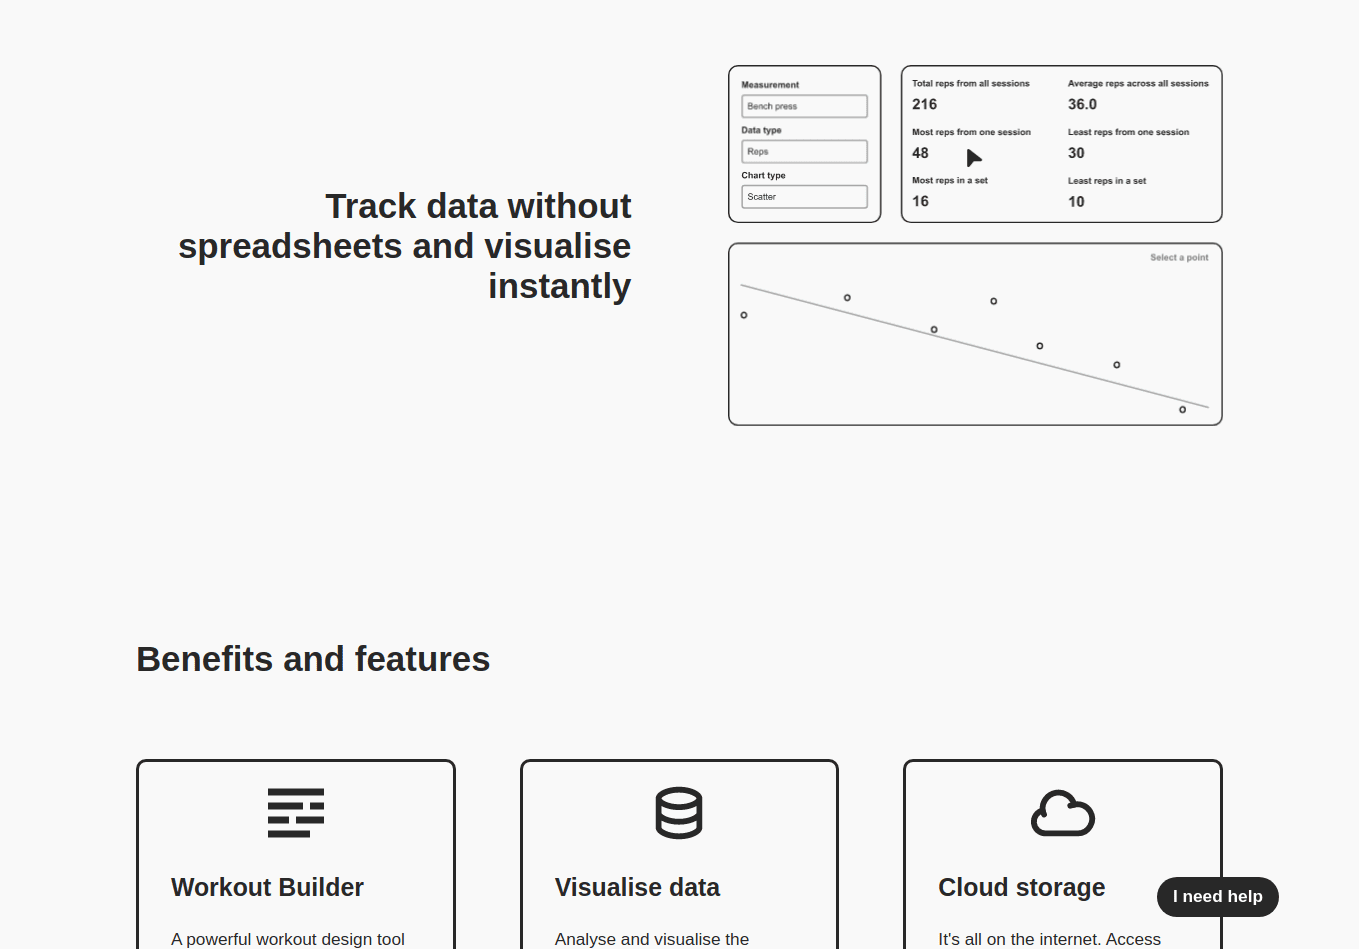 Track data without
spreadsheets and visualise
instantly
Measurement
Bench press
Data type
Reps
Chart type
Scatter
Total reps from all sessions
216
Average reps across all sessions
36.0
Most reps from one session
48
Least reps from one session
30
Most reps in a set
16
Least reps in a set
10
Select a point
Benefits and features
Workout Builder
A powerful workout design tool
Visualise data
Analyse and visualise the
Cloud storage
It's all on the internet. Access
I need help